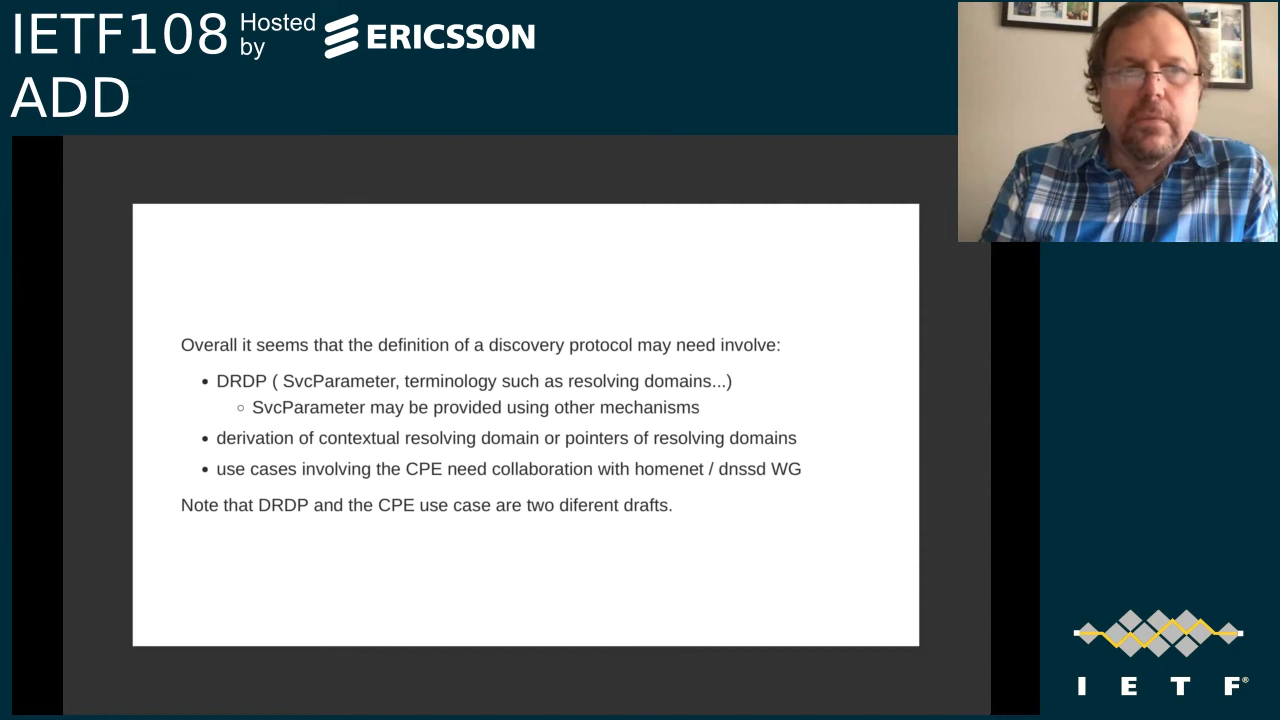 IETF108 Hosted by ERICSSON
ADD
Overall it seems that the definition of a discovery protocol may need involve:
• DRDP ( SvcParameter, terminology such as resolving domains...)
○ SvcParameter may be provided using other mechanisms
• derivation of contextual resolving domain or pointers of resolving domains
• use cases involving the CPE need collaboration with homenet / dnssd WG
Note that DRDP and the CPE use case are two diferent drafts.
I E T F®